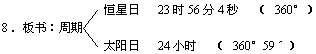 恒星日 23时56分4秒 ( 360° )
8．板书：周期
太阳日 24小时 ( 360° 59′ )